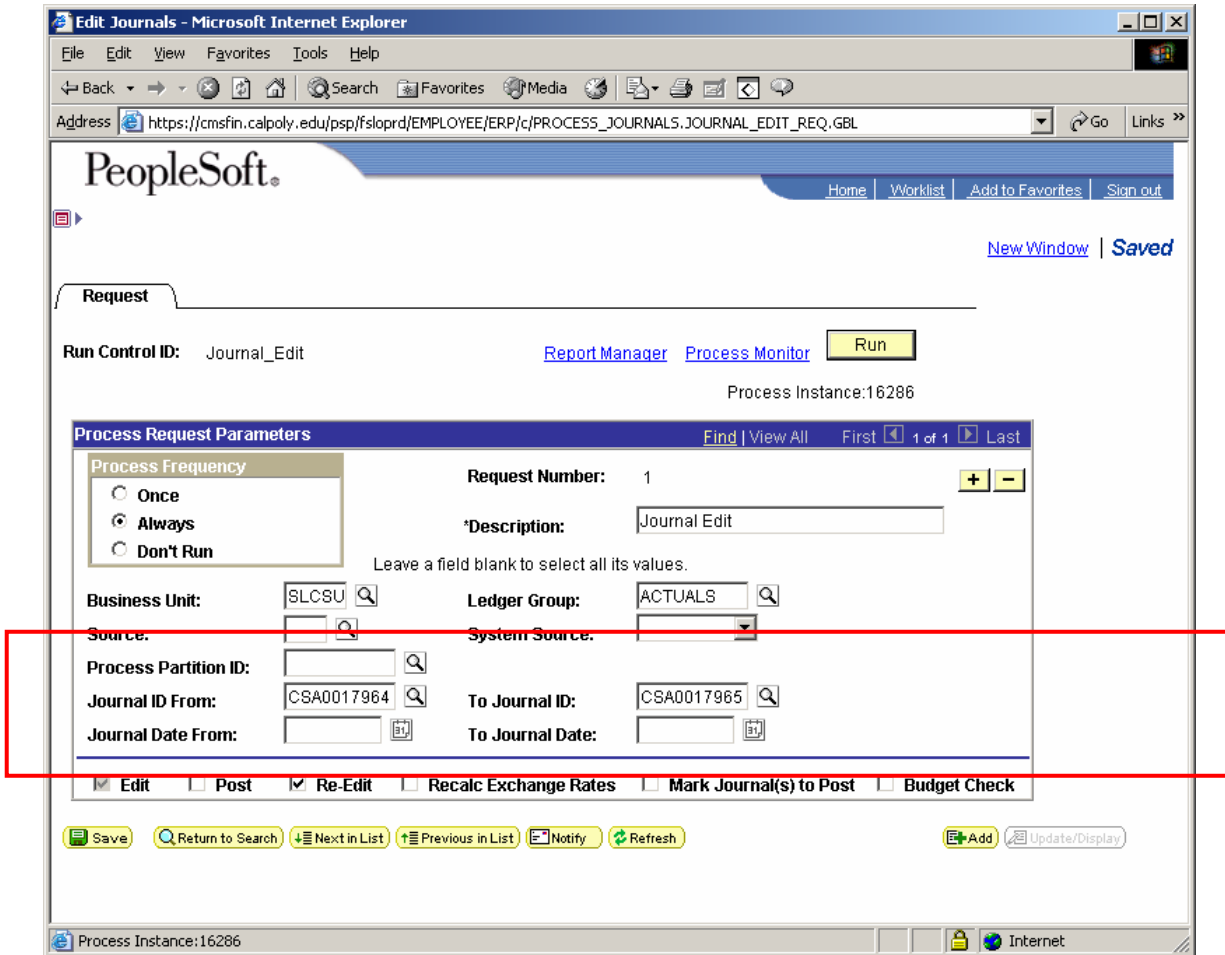 Edit Journals - Microsoft Internet Explorer
File Edit View Favorites Tools Help
Back Search Favorites Media
Address https://cmsfin.calpoly.edu/psp/fsloprd/EMPLOYEE/ERP/c/PROCESS_JOURNALS.JOURNAL_EDIT_REQ.GBL Go Links »
PeopleSoft®
Home Worklist Add to Favorites Sign out
New Window | Saved
Request
Run Control ID: Journal_Edit Report Manager Process Monitor Run
Process Instance:16286
Process Request Parameters Find | View All First 1 of 1 Last
Process Frequency
Once
Always
Don't Run
Request Number: 1 + −
*Description: Journal Edit
Leave a field blank to select all its values.
Business Unit: SLCSU Ledger Group: ACTUALS
Source: System Source:
Process Partition ID:
Journal ID From: CSA0017964 To Journal ID: CSA0017965
Journal Date From: 31 To Journal Date: 31
Edit Post Re-Edit Recalc Exchange Rates Mark Journal(s) to Post Budget Check
Save Return to Search Next in List Previous in List Notify Refresh Add Update/Display
Process Instance:16286 Internet